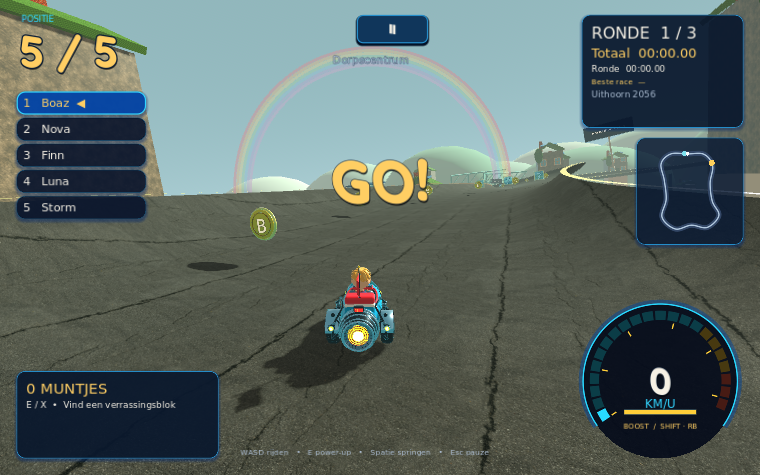 POSITIE
5 / 5
1 Boaz ◀
2 Nova
3 Finn
4 Luna
5 Storm
Dorpscentrum
RONDE 1 / 3
Totaal 00:00.00
Ronde 00:00.00
Beste race —
Uithoorn 2056
GO!
B
0 MUNTJES
E / X • Vind een verrassingsblok
0
KM/U
BOOST / SHIFT · RB
WASD rijden • E power-up • Spatie springen • Esc pauze